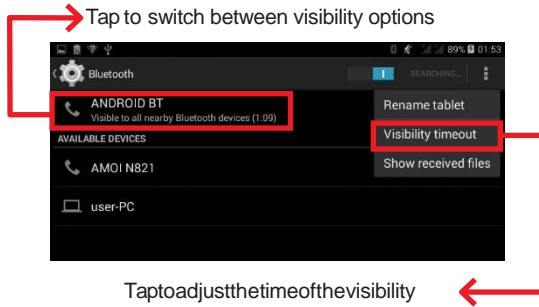 Tap to switch between visibility options
89% 01:53
Bluetooth
SEARCHING...
ANDROID BT
Visible to all nearby Bluetooth devices (1:09)
Rename tablet
AVAILABLE DEVICES
Visibility timeout
AMOI N821
Show received files
user-PC
Taptoadjustthetimeofthevisibility